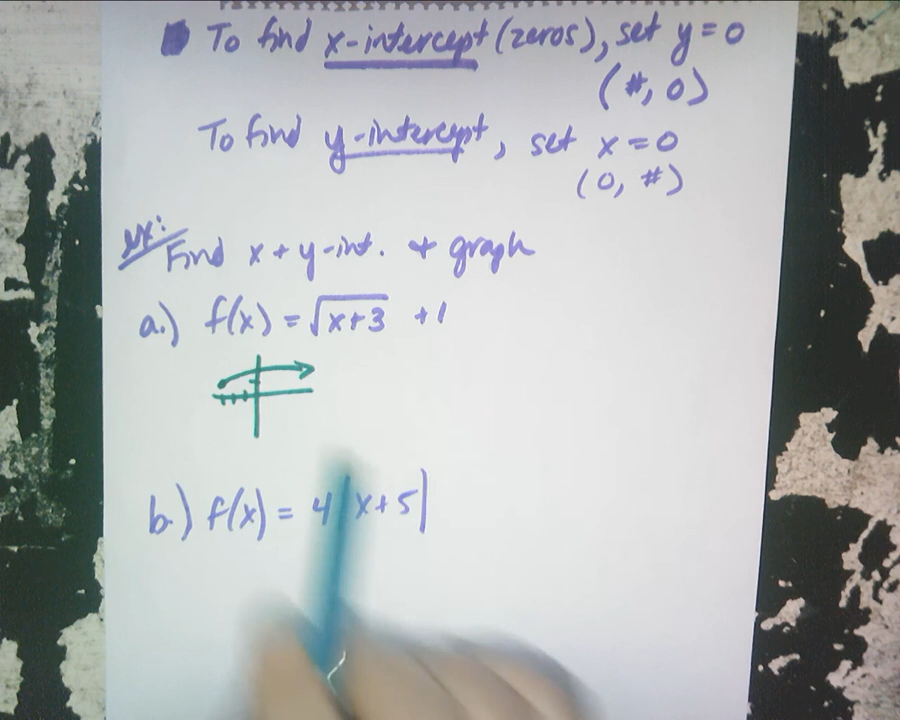 To find x-intercept (zeros), set y=0
(#, 0)
To find y-intercept, set x=0
(0, #)
Ex:
Find x + y-int. + graph
a.) f(x) = √x+3 +1
b.) f(x) = 4|x+5|